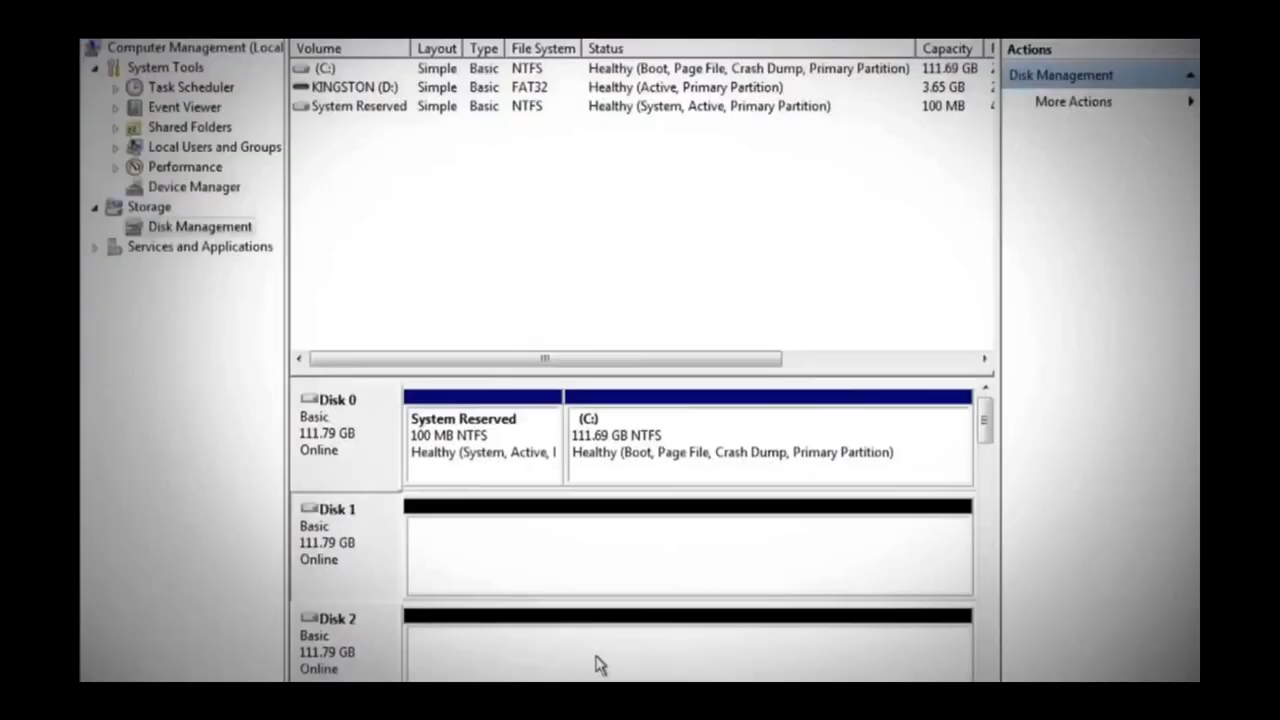 Computer Management (Local
System Tools
Task Scheduler
Event Viewer
Shared Folders
Local Users and Groups
Performance
Device Manager
Storage
Disk Management
Services and Applications
Volume Layout Type File System Status Capacity
(C:) Simple Basic NTFS Healthy (Boot, Page File, Crash Dump, Primary Partition) 111.69 GB
KINGSTON (D:) Simple Basic FAT32 Healthy (Active, Primary Partition) 3.65 GB
System Reserved Simple Basic NTFS Healthy (System, Active, Primary Partition) 100 MB
Disk 0
Basic
111.79 GB
Online
System Reserved
100 MB NTFS
Healthy (System, Active, I
(C:)
111.69 GB NTFS
Healthy (Boot, Page File, Crash Dump, Primary Partition)
Disk 1
Basic
111.79 GB
Online
Disk 2
Basic
111.79 GB
Online
Actions
Disk Management
More Actions